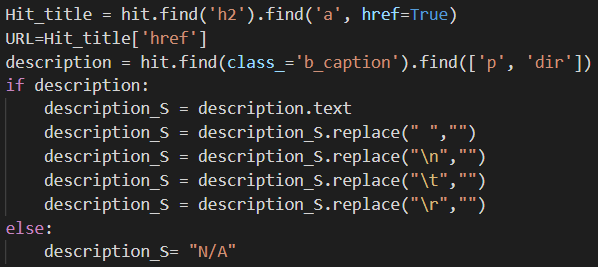 Hit_title = hit.find('h2').find('a', href=True)
URL=Hit_title['href']
description = hit.find(class_='b_caption').find(['p', 'dir'])
if description:
    description_S = description.text
    description_S = description_S.replace(" ","")
    description_S = description_S.replace("\n","")
    description_S = description_S.replace("\t","")
    description_S = description_S.replace("\r","")
else:
    description_S= "N/A"